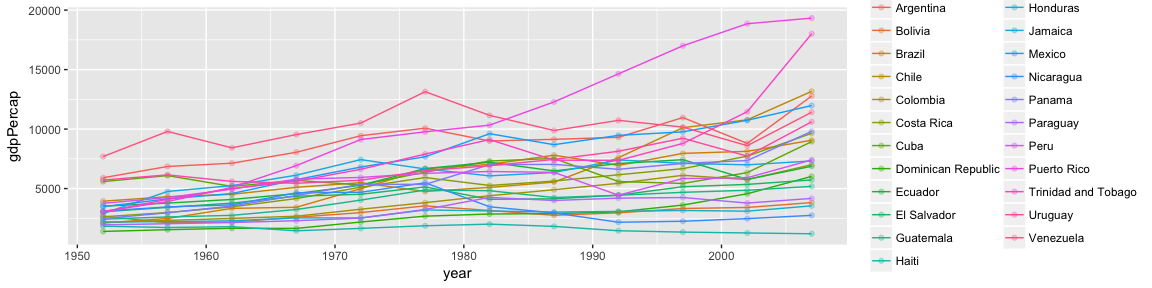 20000
15000
10000
5000
gdpPercap
1950
1960
1970
1980
1990
2000
year
Argentina
Bolivia
Brazil
Chile
Colombia
Costa Rica
Cuba
Dominican Republic
Ecuador
El Salvador
Guatemala
Haiti
Honduras
Jamaica
Mexico
Nicaragua
Panama
Paraguay
Peru
Puerto Rico
Trinidad and Tobago
Uruguay
Venezuela